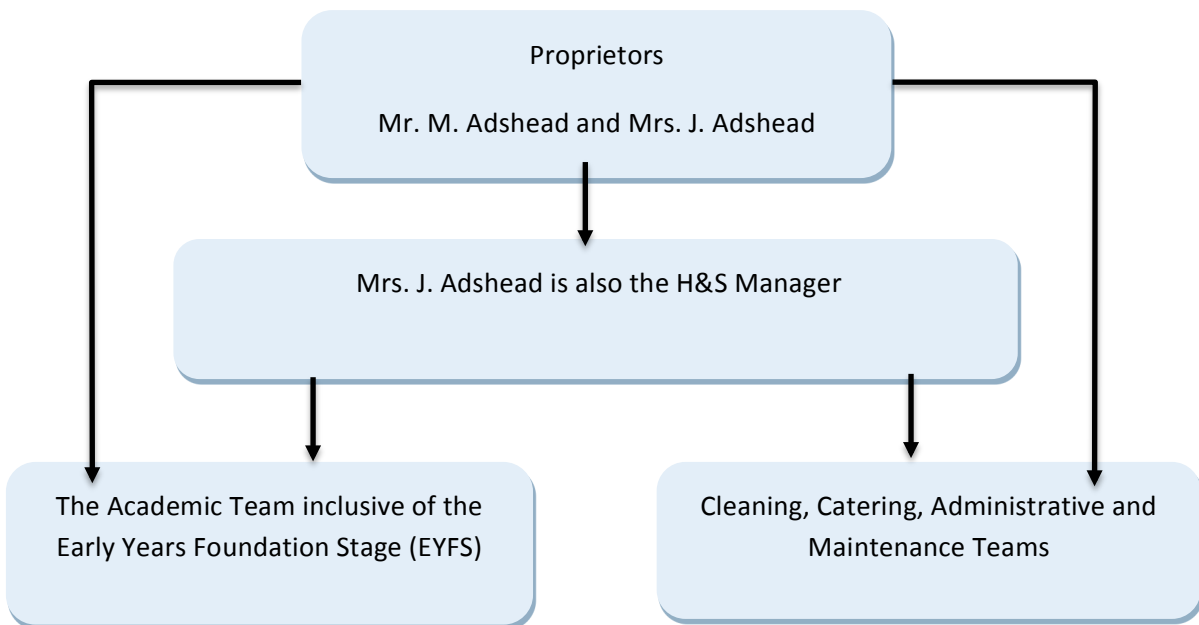 Proprietors
Mr. M. Adshead and Mrs. J. Adshead
Mrs. J. Adshead is also the H&S Manager
The Academic Team inclusive of the
Early Years Foundation Stage (EYFS)
Cleaning, Catering, Administrative and
Maintenance Teams